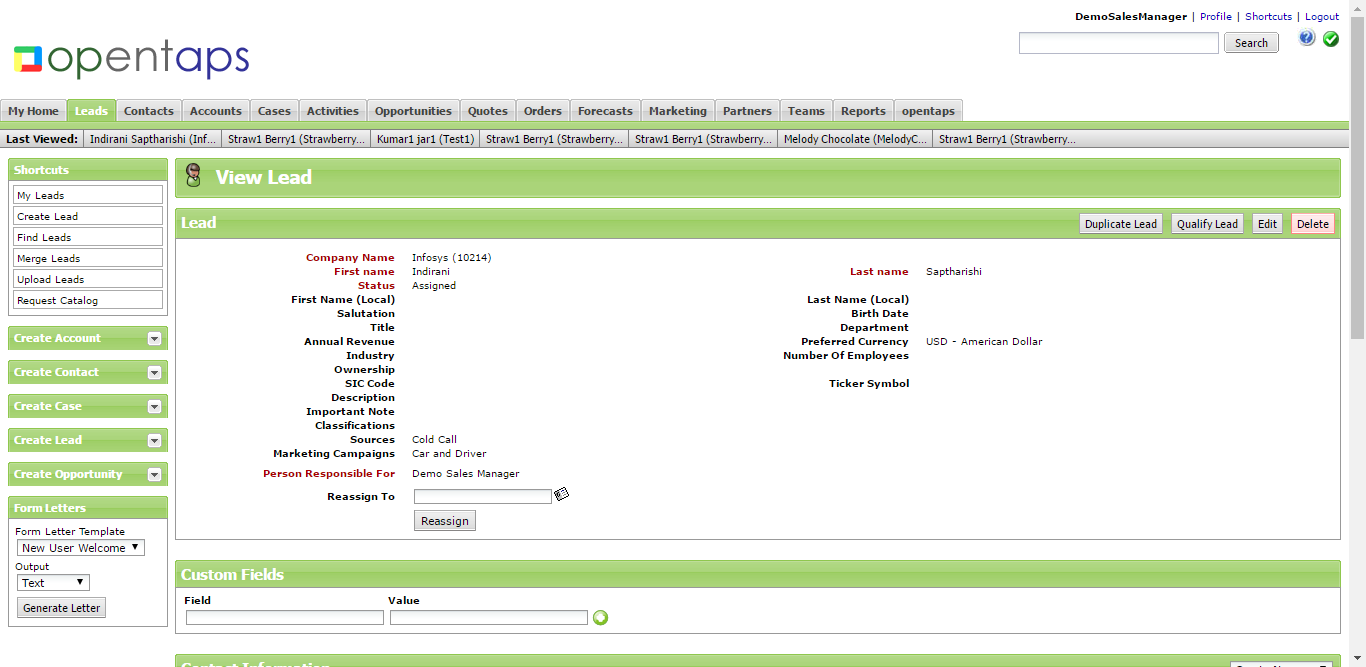 DemoSalesManager | Profile | Shortcuts | Logout
opentaps
Search
My Home Leads Contacts Accounts Cases Activities Opportunities Quotes Orders Forecasts Marketing Partners Teams Reports opentaps
Last Viewed: Indirani Saptharishi (Inf... Straw1 Berry1 (Strawberry... Kumar1 jar1 (Test1) Straw1 Berry1 (Strawberry... Straw1 Berry1 (Strawberry... Melody Chocolate (MelodyC... Straw1 Berry1 (Strawberry...
Shortcuts
My Leads
Create Lead
Find Leads
Merge Leads
Upload Leads
Request Catalog
Create Account
Create Contact
Create Case
Create Lead
Create Opportunity
Form Letters
Form Letter Template
New User Welcome
Output
Text
Generate Letter
View Lead
Lead Duplicate Lead Qualify Lead Edit Delete
Company Name Infosys (10214)
First name Indirani Last name Saptharishi
Status Assigned
First Name (Local) Last Name (Local)
Salutation Birth Date
Title Department
Annual Revenue Preferred Currency USD - American Dollar
Industry Number Of Employees
Ownership
SIC Code Ticker Symbol
Description
Important Note
Classifications
Sources Cold Call
Marketing Campaigns Car and Driver
Person Responsible For Demo Sales Manager
Reassign To
Reassign
Custom Fields
Field Value
Contact Information